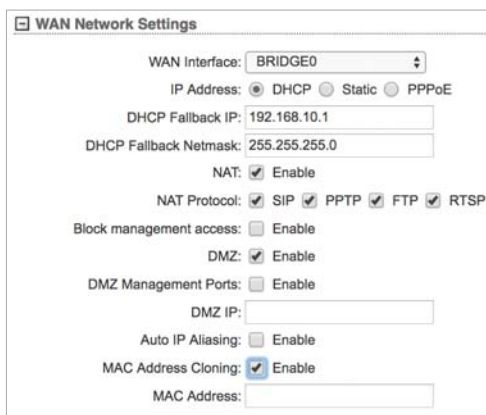 WAN Network Settings
WAN Interface: BRIDGE0
IP Address: DHCP Static PPPoE
DHCP Fallback IP: 192.168.10.1
DHCP Fallback Netmask: 255.255.255.0
NAT: Enable
NAT Protocol: SIP PPTP FTP RTSP
Block management access: Enable
DMZ: Enable
DMZ Management Ports: Enable
DMZ IP:
Auto IP Aliasing: Enable
MAC Address Cloning: Enable
MAC Address: